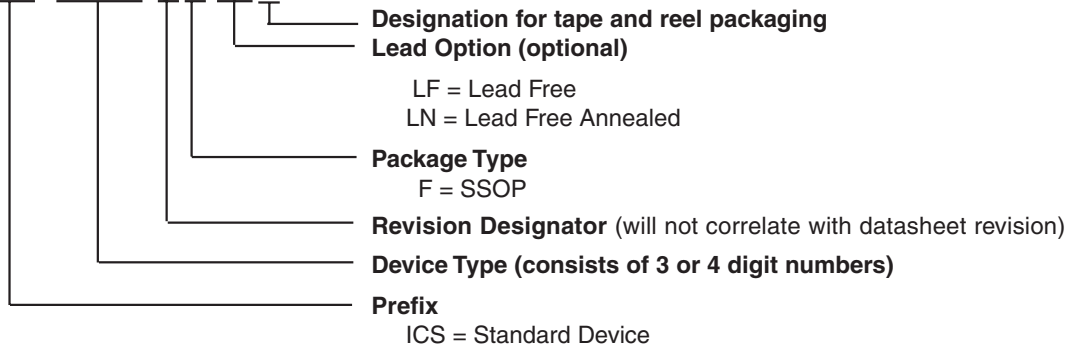 Designation for tape and reel packaging
Lead Option (optional)
LF = Lead Free
LN = Lead Free Annealed
Package Type
F = SSOP
Revision Designator (will not correlate with datasheet revision)
Device Type (consists of 3 or 4 digit numbers)
Prefix
ICS = Standard Device